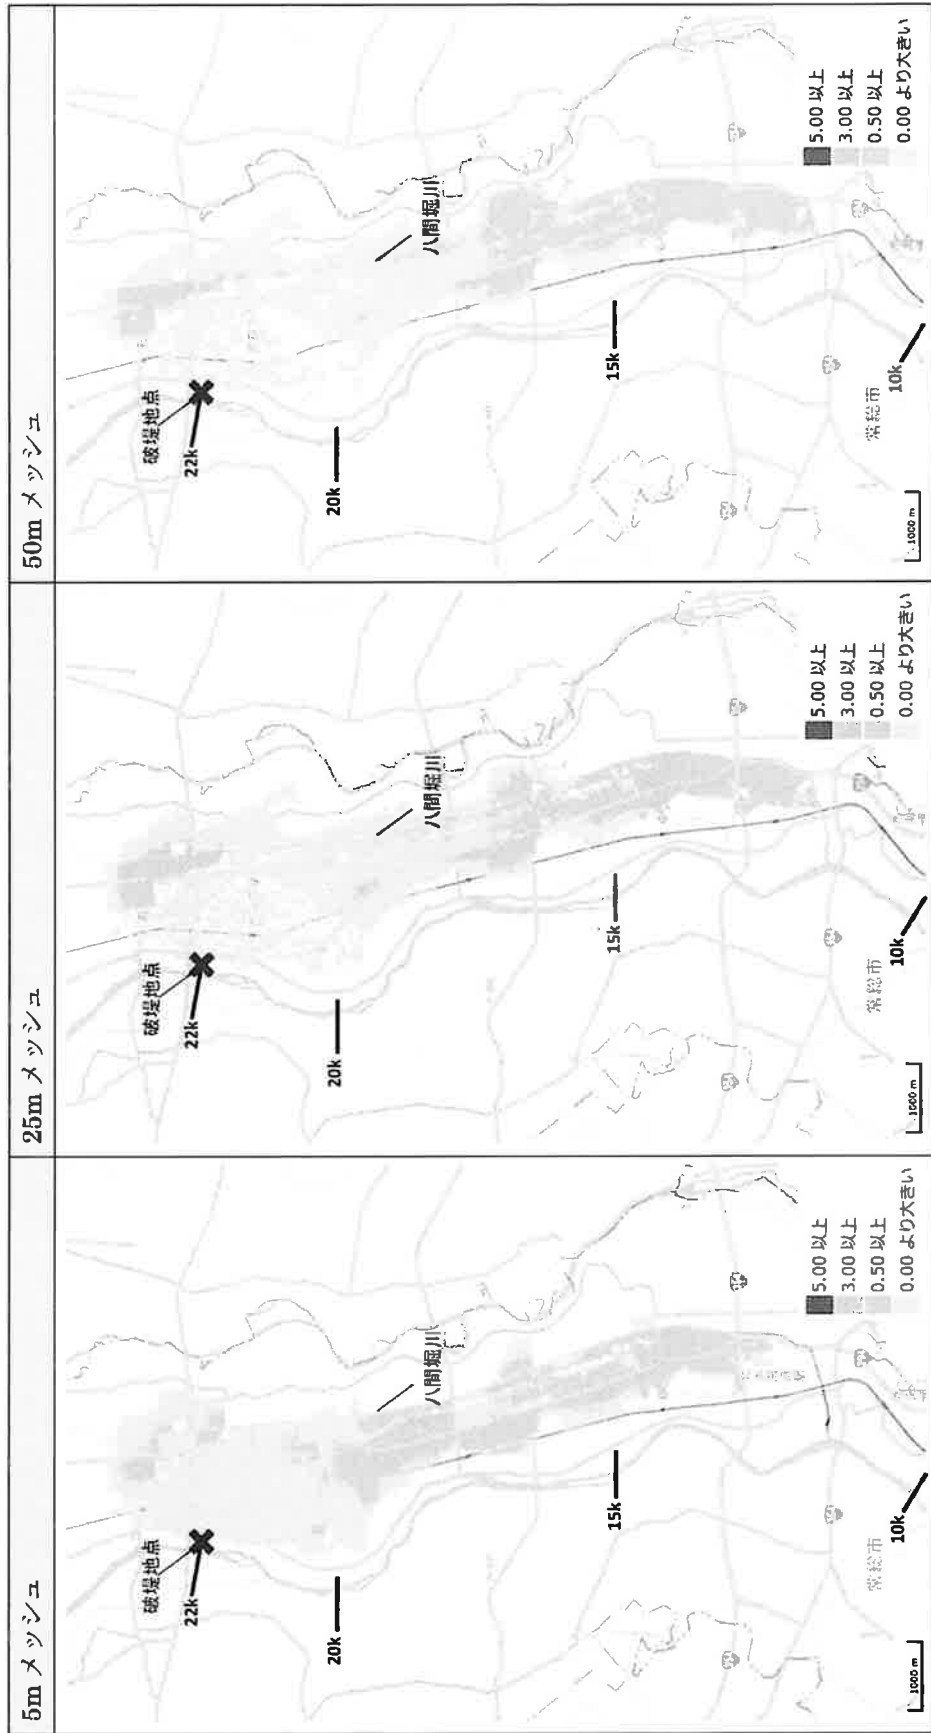 5m メッシュ
破堤地点
22k
20k
八間堀川
15k
10k
常総市
1000 m
5.00 以上
3.00 以上
0.50 以上
0.00 より大きい
25m メッシュ
破堤地点
22k
20k
八間堀川
15k
10k
常総市
1000 m
5.00 以上
3.00 以上
0.50 以上
0.00 より大きい
50m メッシュ
破堤地点
22k
20k
八間堀川
15k
10k
常総市
1000 m
5.00 以上
3.00 以上
0.50 以上
0.00 より大きい